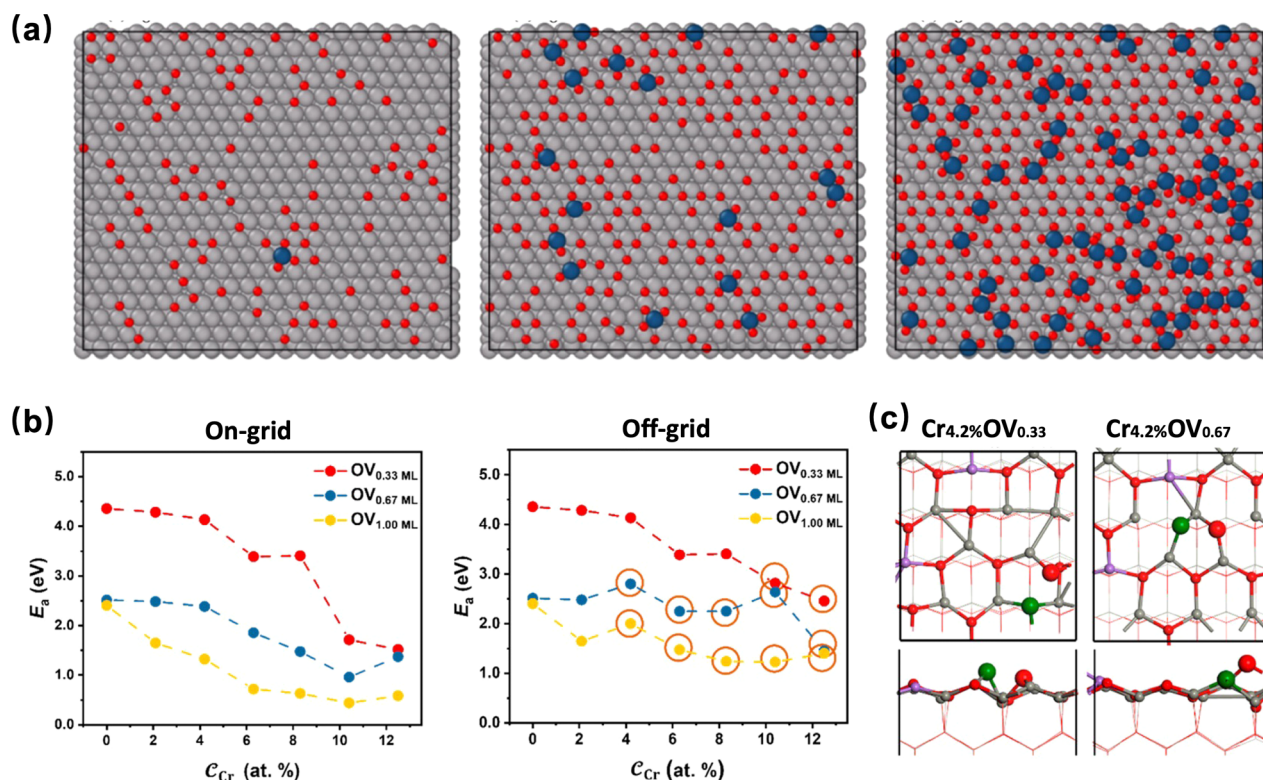 (a)
(b)
On-grid
Off-grid
(c)
Cr4.2%OV0.33
Cr4.2%OV0.67
5.0
4.0
3.0
2.0
1.0
0.0
Ea (eV)
OV0.33 ML
OV0.67 ML
OV1.00 ML
0 2 4 6 8 10 12
CCr (at. %)
5.0
4.0
3.0
2.0
1.0
0.0
Ea (eV)
OV0.33 ML
OV0.67 ML
OV1.00 ML
0 2 4 6 8 10 12
CCr (at. %)